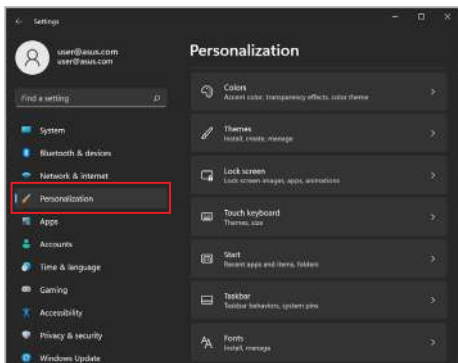 Settings
user@asus.com
user@asus.com
Find a setting
System
Bluetooth & devices
Network & internet
Personalization
Apps
Accounts
Time & language
Gaming
Accessibility
Privacy & security
Windows Update
Personalization
Colors
Accent color, transparency effects, color theme
Themes
Install, create, manage
Lock screen
Lock screen images, apps, animations
Touch keyboard
Themes, size
Start
Recent apps and items, folders
Taskbar
Taskbar behaviors, system pins
Fonts
Install, manage